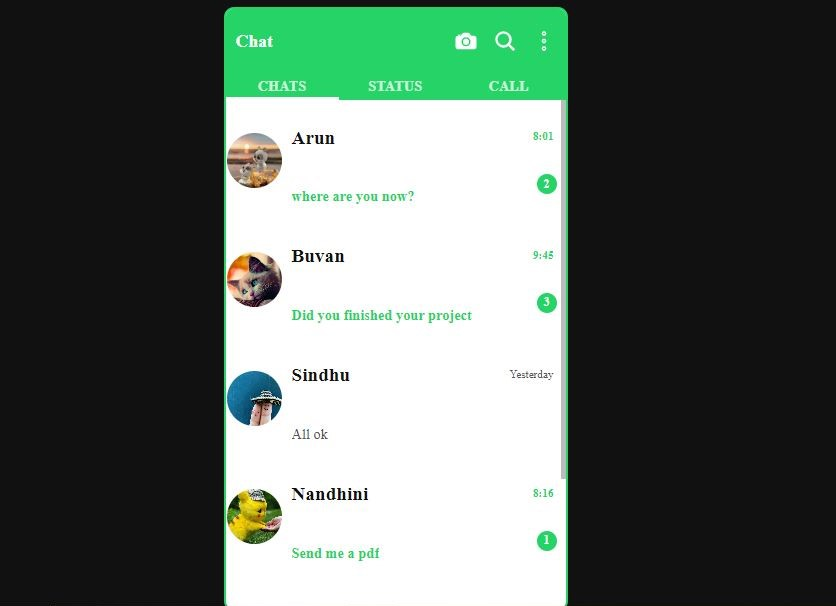 Chat
CHATS STATUS CALL
Arun 8:01
where are you now? 2
Buvan 9:45
Did you finished your project 3
Sindhu Yesterday
All ok
Nandhini 8:16
Send me a pdf 1